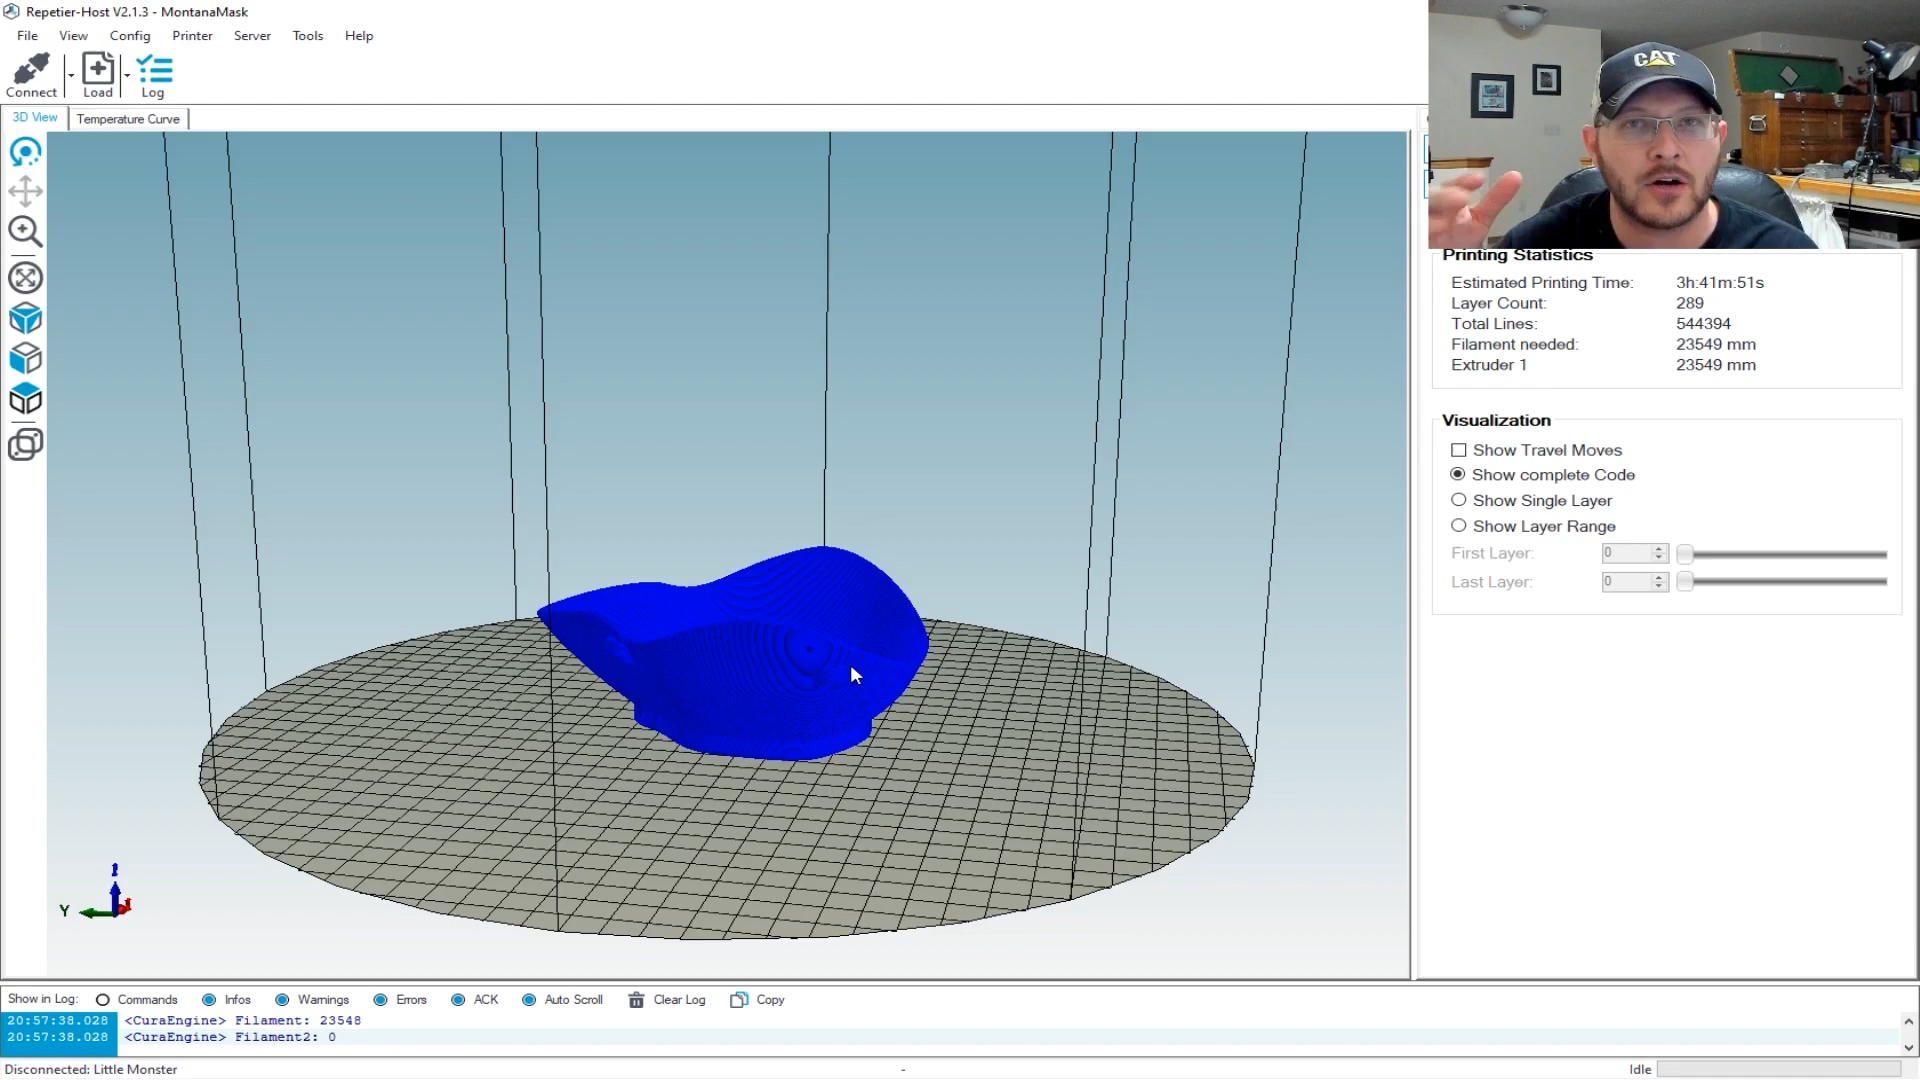 Repetier-Host V2.1.3 - MontanaMask
File View Config Printer Server Tools Help
Connect Load Log
3D View Temperature Curve
CAT
Printing Statistics
Estimated Printing Time: 3h:41m:51s
Layer Count: 289
Total Lines: 544394
Filament needed: 23549 mm
Extruder 1 23549 mm
Visualization
Show Travel Moves
Show complete Code
Show Single Layer
Show Layer Range
First Layer: 0
Last Layer: 0
Y
Show in Log: Commands Infos Warnings Errors ACK Auto Scroll Clear Log Copy
20:57:38.028 <CuraEngine> Filament: 23548
20:57:38.028 <CuraEngine> Filament2: 0
Disconnected: Little Monster - Idle